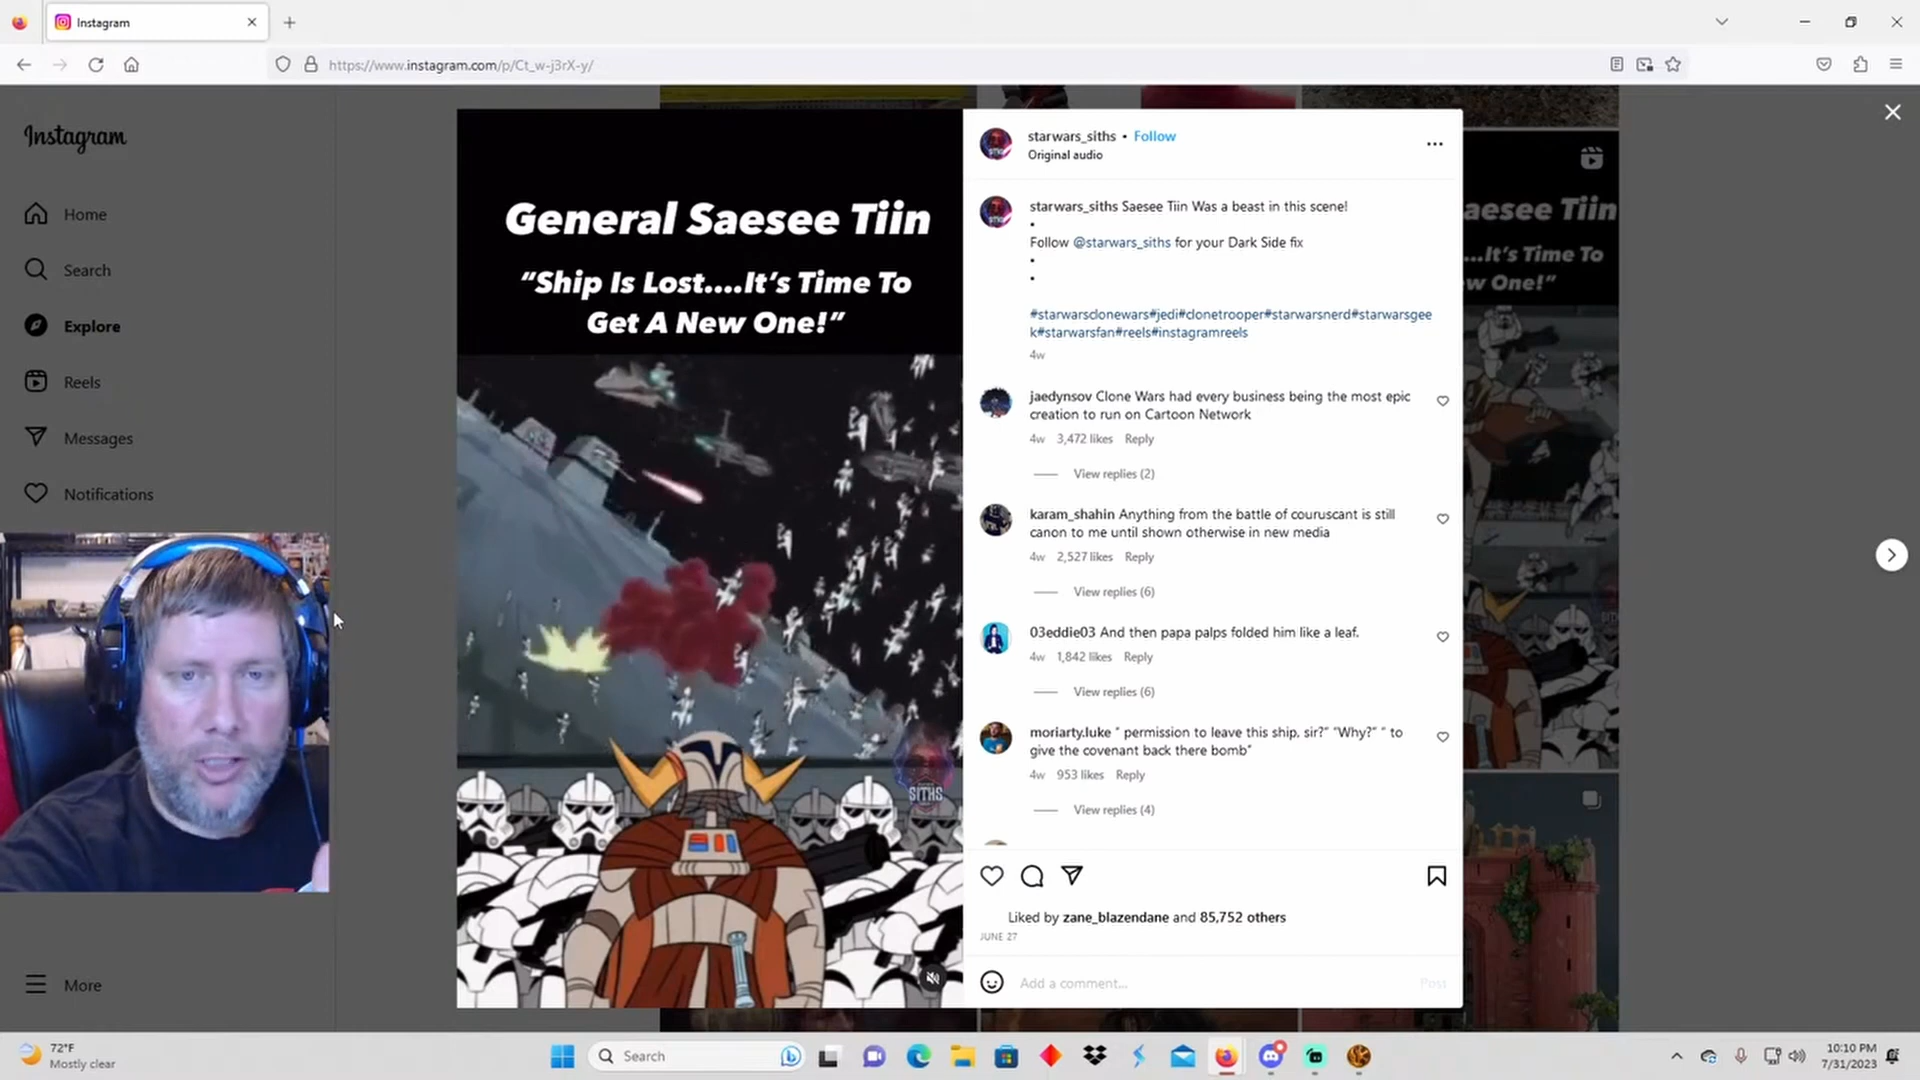 Instagram
https://www.instagram.com/p/Ct_w-j3rX-y/
Instagram
Home
Search
Explore
Reels
Messages
Notifications
More
General Saesee Tiin
“Ship Is Lost....It’s Time To
Get A New One!”
SITHS
starwars_siths • Follow
Original audio
starwars_siths Saesee Tiin Was a beast in this scene!
•
Follow @starwars_siths for your Dark Side fix
•
•
#starwarsclonewars#jedi#clonetrooper#starwarsnerd#starwarsgee
k#starwarsfan#reels#instagramreels
4w
jaedynsov Clone Wars had every business being the most epic
creation to run on Cartoon Network
4w 3,472 likes Reply
View replies (2)
karam_shahin Anything from the battle of couruscant is still
canon to me until shown otherwise in new media
4w 2,527 likes Reply
View replies (6)
03eddie03 And then papa palps folded him like a leaf.
4w 1,842 likes Reply
View replies (6)
moriarty.luke “ permission to leave this ship, sir?” “Why?” “ to
give the covenant back there bomb”
4w 953 likes Reply
View replies (4)
Liked by zane_blazendane and 85,752 others
JUNE 27
Add a comment...
Post
aesee Tiin
...It’s Time To
ew One!”
72°F
Mostly clear
Search
10:10 PM
7/31/2023